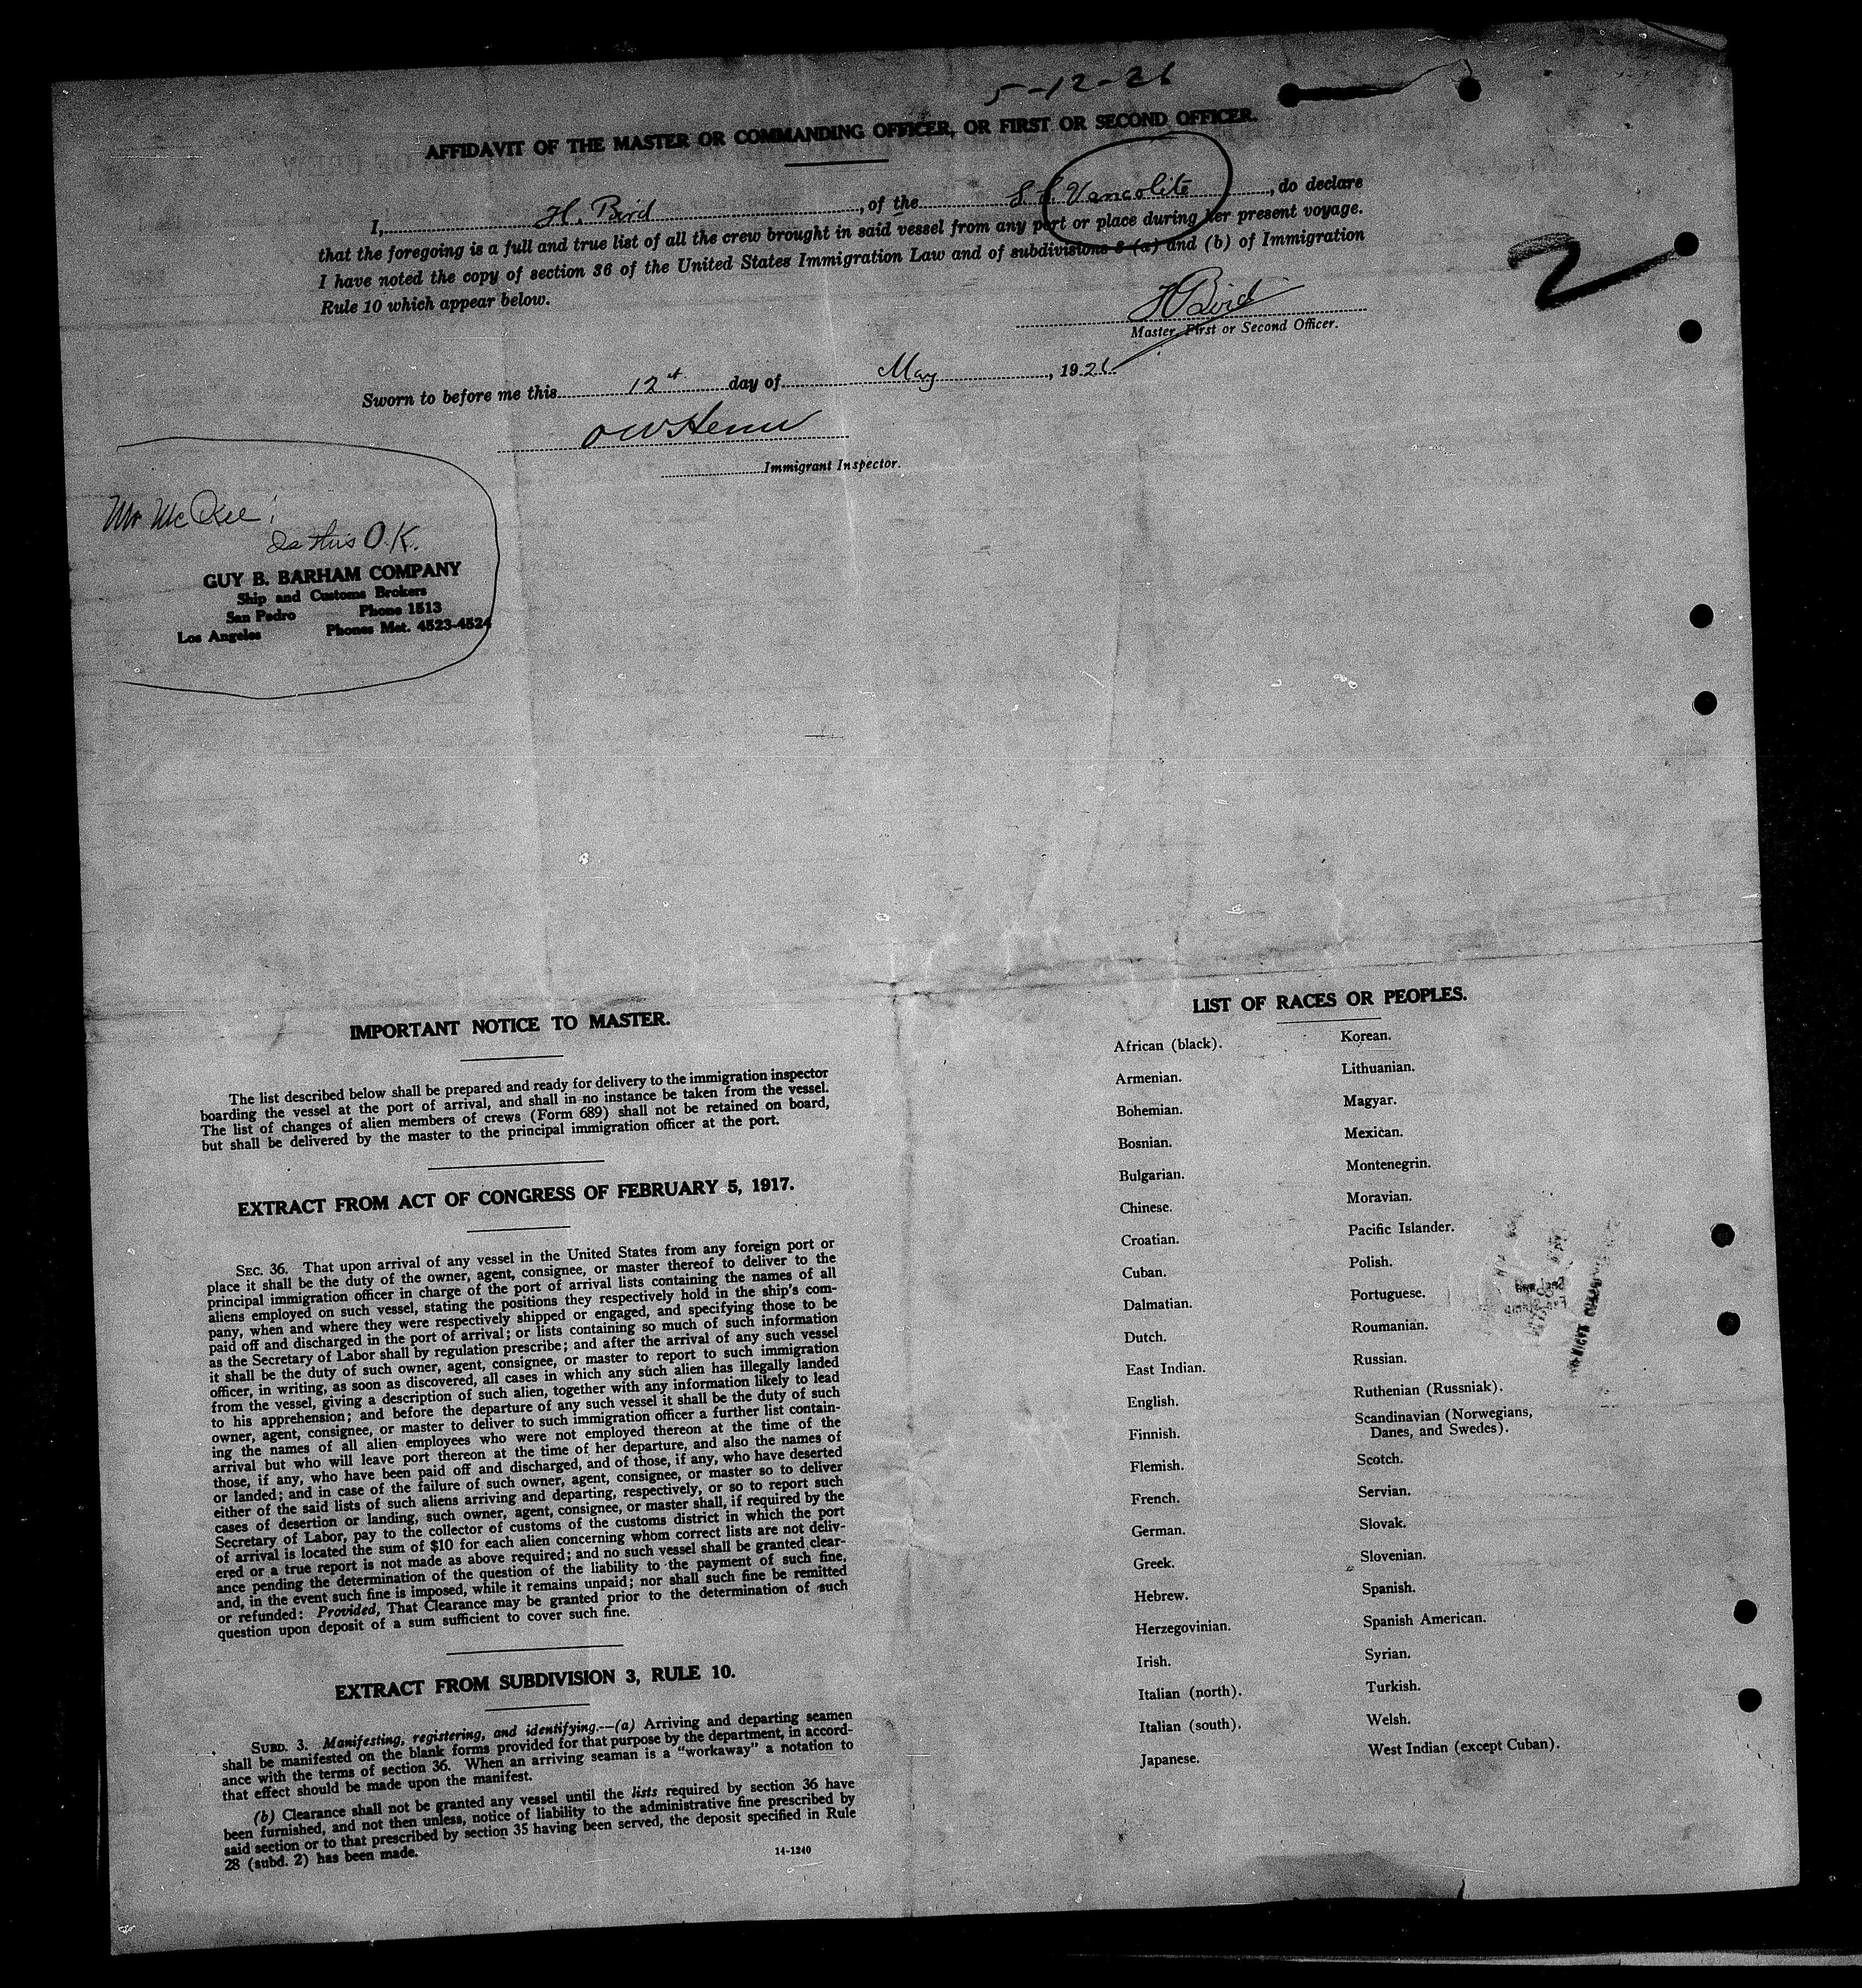 5-12-26
AFFIDAVIT OF THE MASTER OR COMMANDING OFFICER, OR FIRST OR SECOND OFFICER.
I, H. Bird, of the S.S. Vancolite, do declare
that the foregoing is a full and true list of all the crew brought in said vessel from any port or place during her present voyage.
I have noted the copy of section 36 of the United States Immigration Law and of subdivisions 3 (a) and (b) of Immigration
Rule 10 which appear below.
H Bird
Master, First or Second Officer.
Sworn to before me this 12th day of May, 1926
Immigrant Inspector.
2
Mr Mc
Is this O.K.
GUY B. BARHAM COMPANY
Ship and Customs Brokers
San Pedro Phone 1513
Los Angeles Phones Met. 4523-4524
IMPORTANT NOTICE TO MASTER.
The list described below shall be prepared and ready for delivery to the immigration inspector
boarding the vessel at the port of arrival, and shall in no instance be taken from the vessel.
The list of changes of alien members of crews (Form 689) shall not be retained on board,
but shall be delivered by the master to the principal immigration officer at the port.
EXTRACT FROM ACT OF CONGRESS OF FEBRUARY 5, 1917.
SEC. 36. That upon arrival of any vessel in the United States from any foreign port or
place it shall be the duty of the owner, agent, consignee, or master thereof to deliver to the
principal immigration officer in charge of the port of arrival lists containing the names of all
aliens employed on such vessel, stating the positions they respectively hold in the ship's com-
pany, when and where they were respectively shipped or engaged, and specifying those to be
paid off and discharged in the port of arrival; or lists containing so much of such information
as the Secretary of Labor shall by regulation prescribe; and after the arrival of any such vessel
it shall be the duty of such owner, agent, consignee, or master to report to such immigration
officer, in writing, as soon as discovered, all cases in which any such alien has illegally landed
from the vessel, giving a description of such alien, together with any information likely to lead
to his apprehension; and before the departure of any such vessel it shall be the duty of such
owner, agent, consignee, or master to deliver to such immigration officer a further list contain-
ing the names of all alien employees who were not employed thereon at the time of the
arrival but who will leave port thereon at the time of her departure, and also the names of
those, if any, who have been paid off and discharged, and of those, if any, who have deserted
or landed; and in case of the failure of such owner, agent, consignee, or master so to deliver
either of the said lists of such aliens arriving and departing, respectively, or so to report such
cases of desertion or landing, such owner, agent, consignee, or master shall, if required by the
Secretary of Labor, pay to the collector of customs of the customs district in which the port
of arrival is located the sum of $10 for each alien concerning whom correct lists are not deliv-
ered or a true report is not made as above required; and no such vessel shall be granted clear-
ance pending the determination of the question of the liability to the payment of such fine,
and, in the event such fine is imposed, while it remains unpaid; nor shall such fine be remitted
or refunded: Provided, That Clearance may be granted prior to the determination of such
question upon deposit of a sum sufficient to cover such fine.
EXTRACT FROM SUBDIVISION 3, RULE 10.
SUBD. 3. Manifesting, registering, and identifying.—(a) Arriving and departing seamen
shall be manifested on the blank forms provided for that purpose by the department, in accord-
ance with the terms of section 36. When an arriving seaman is a "workaway" a notation to
that effect should be made upon the manifest.
(b) Clearance shall not be granted any vessel until the lists required by section 36 have
been furnished, and not then unless, notice of liability to the administrative fine prescribed by
said section or to that prescribed by section 35 having been served, the deposit specified in Rule
28 (subd. 2) has been made.
14-1240
LIST OF RACES OR PEOPLES.
African (black).
Armenian.
Bohemian.
Bosnian.
Bulgarian.
Chinese.
Croatian.
Cuban.
Dalmatian.
Dutch.
East Indian.
English.
Finnish.
Flemish.
French.
German.
Greek.
Hebrew.
Herzegovinian.
Irish.
Italian (north).
Italian (south).
Japanese.
Korean.
Lithuanian.
Magyar.
Mexican.
Montenegrin.
Moravian.
Pacific Islander.
Polish.
Portuguese.
Roumanian.
Russian.
Ruthenian (Russniak).
Scandinavian (Norwegians,
Danes, and Swedes).
Scotch.
Servian.
Slovak.
Slovenian.
Spanish.
Spanish American.
Syrian.
Turkish.
Welsh.
West Indian (except Cuban).